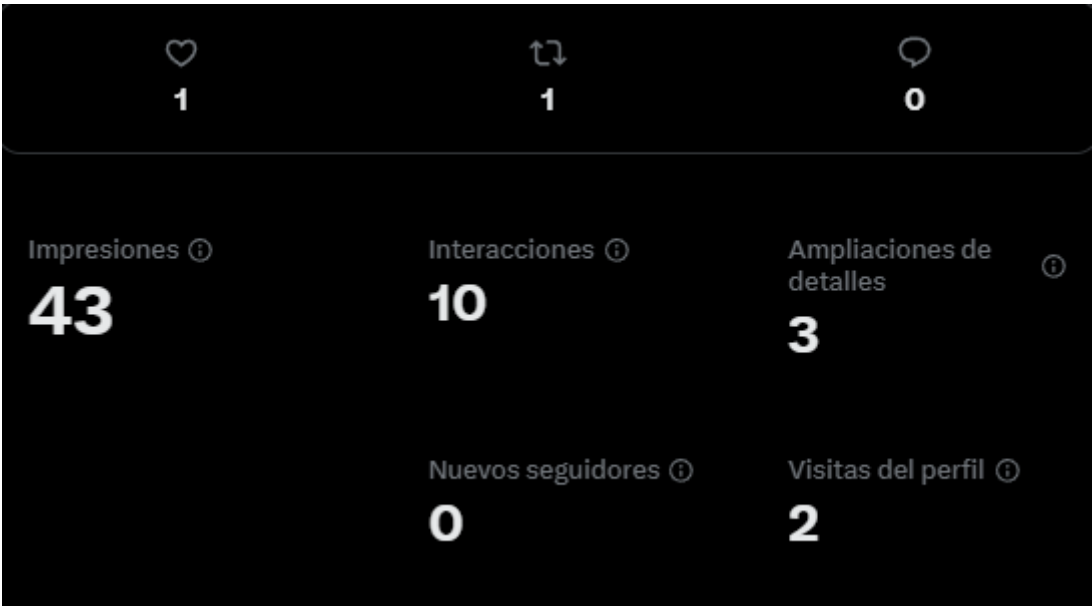 1
1
0
Impresiones
43
Interacciones
10
Ampliaciones de
detalles
3
Nuevos seguidores
0
Visitas del perfil
2